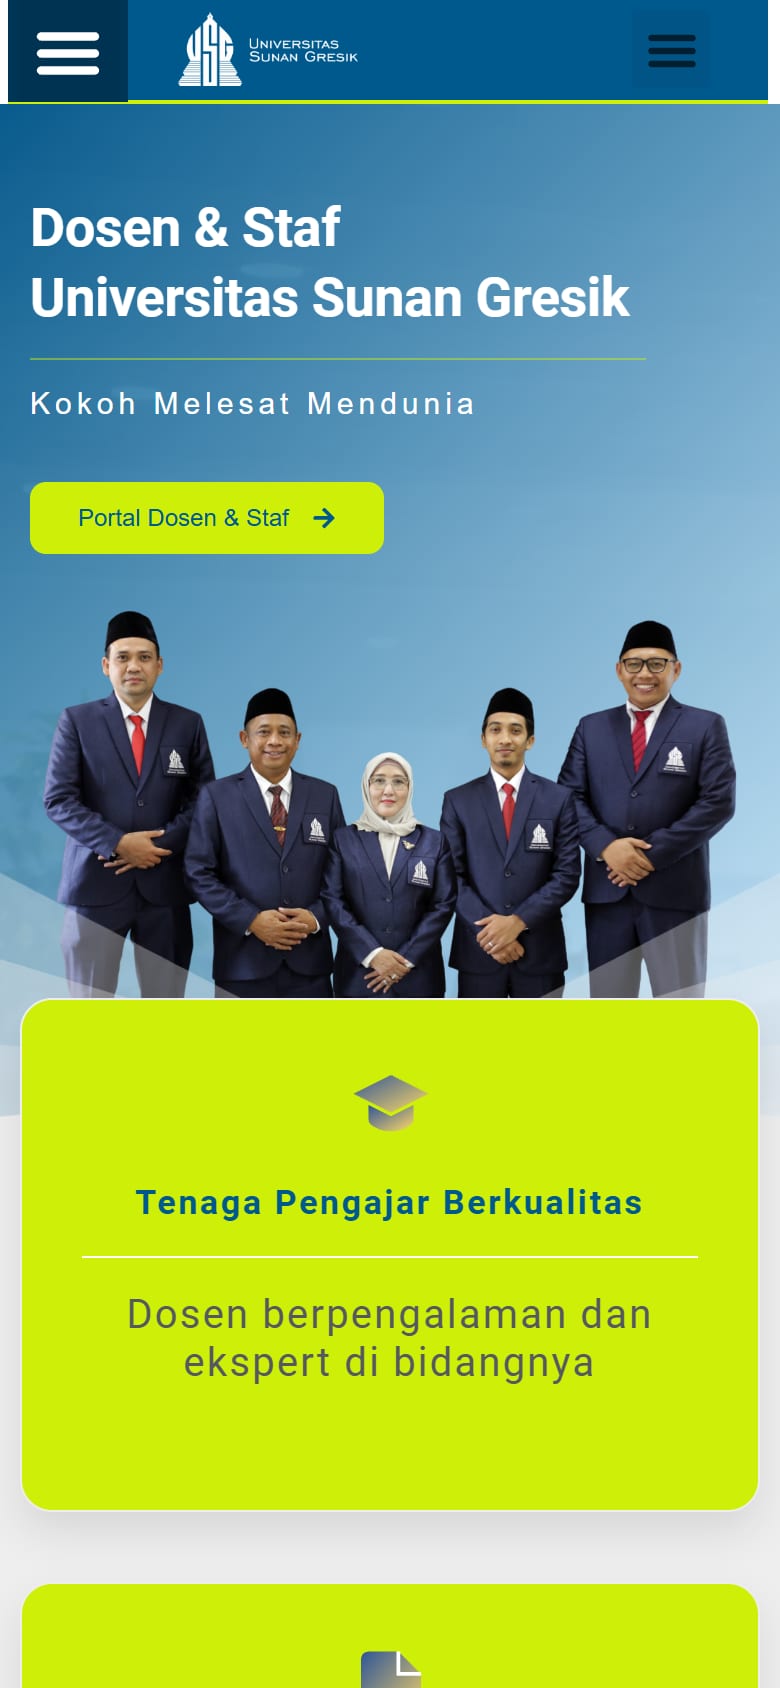 USG
UNIVERSITAS
SUNAN GRESIK
Dosen & Staf
Universitas Sunan Gresik
Kokoh Melesat Mendunia
Portal Dosen & Staf
Tenaga Pengajar Berkualitas
Dosen berpengalaman dan
ekspert di bidangnya